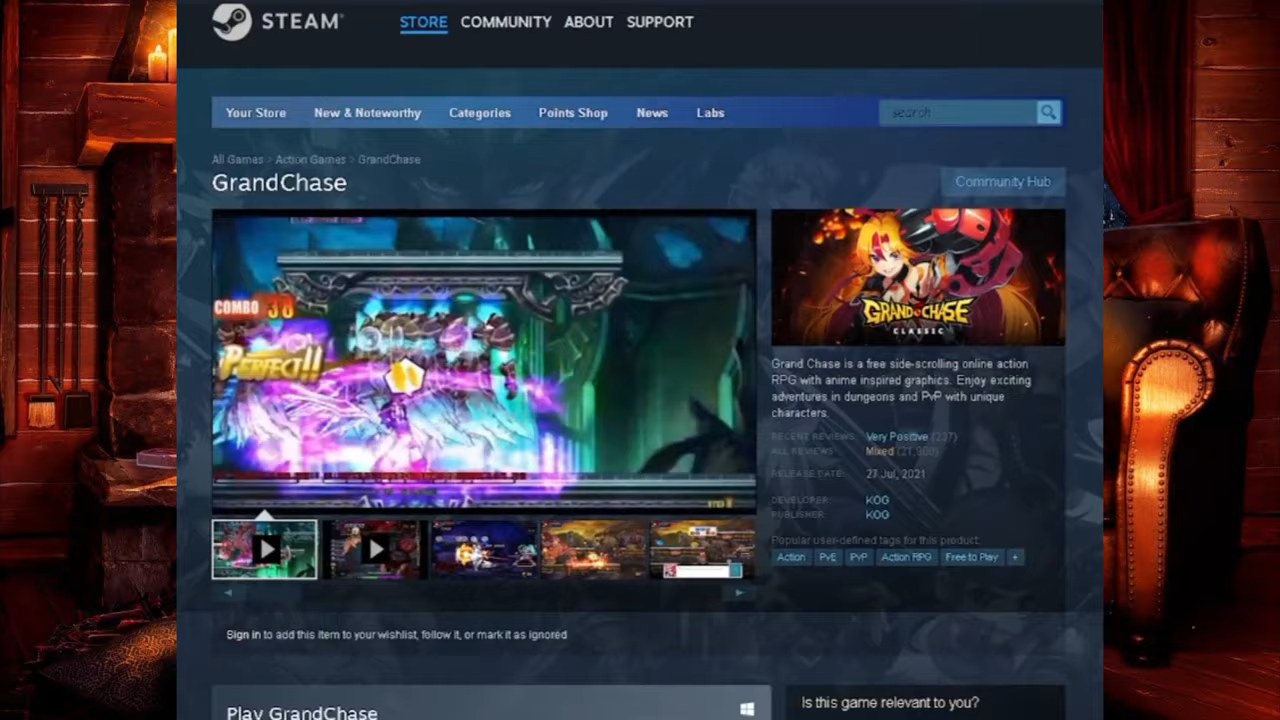 STEAM
STORE COMMUNITY ABOUT SUPPORT
Your Store New & Noteworthy Categories Points Shop News Labs search
All Games > Action Games > GrandChase
GrandChase
Community Hub
COMBO 38
PERFECT!!
GRAND CHASE
CLASSIC
Grand Chase is a free side-scrolling online action
RPG with anime inspired graphics. Enjoy exciting
adventures in dungeons and PvP with unique
characters.
RECENT REVIEWS: Very Positive (237)
ALL REVIEWS: Mixed
RELEASE DATE: 27 Jul, 2021
DEVELOPER: KOG
PUBLISHER: KOG
Popular user-defined tags for this product:
Action PvE PvP Action RPG Free to Play +
Sign in to add this item to your wishlist, follow it, or mark it as ignored
Play GrandChase
Is this game relevant to you?